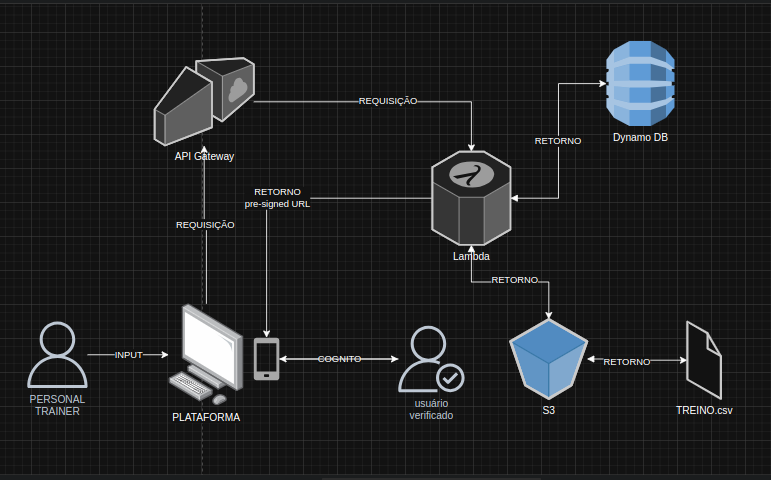 REQUISIÇÃO
Dynamo DB
RETORNO
API Gateway
RETORNO
pre-signed URL
REQUISIÇÃO
Lambda
RETORNO
INPUT
COGNITO
RETORNO
PERSONAL
TRAINER
PLATAFORMA
usuário
verificado
S3
TREINO.csv